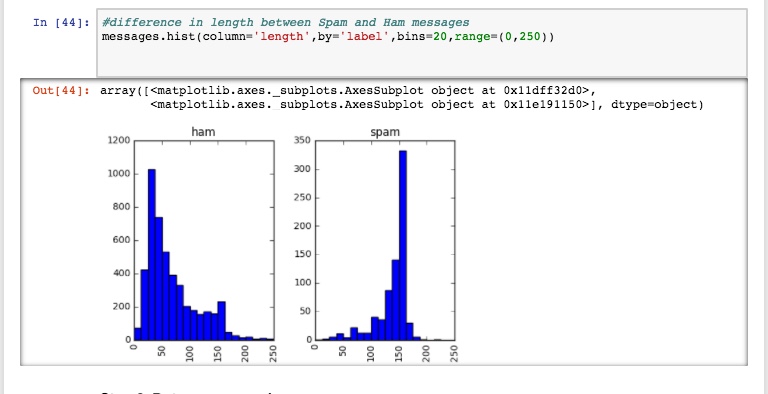 In [44]: #difference in length between Spam and Ham messages
messages.hist(column='length',by='label',bins=20,range=(0,250))
Out[44]: array([<matplotlib.axes._subplots.AxesSubplot object at 0x11dff32d0>,
<matplotlib.axes._subplots.AxesSubplot object at 0x11e191150>], dtype=object)
ham
1200
1000
800
600
400
200
0
0 50 100 150 200 250
spam
350
300
250
200
150
100
50
0
0 50 100 150 200 250